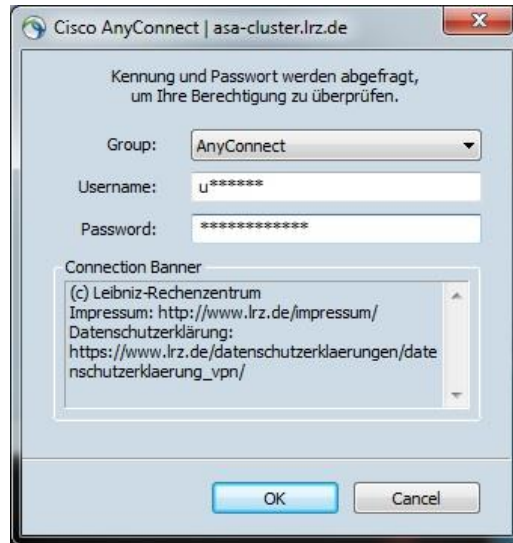 Cisco AnyConnect | asa-cluster.lrz.de
Kennung und Passwort werden abgefragt,
um Ihre Berechtigung zu überprüfen.
Group: AnyConnect
Username: u******
Password: ************
Connection Banner
(c) Leibniz-Rechenzentrum
Impressum: http://www.lrz.de/impressum/
Datenschutzerklärung:
https://www.lrz.de/datenschutzerklaerungen/date
nschutzerklaerung_vpn/
OK Cancel